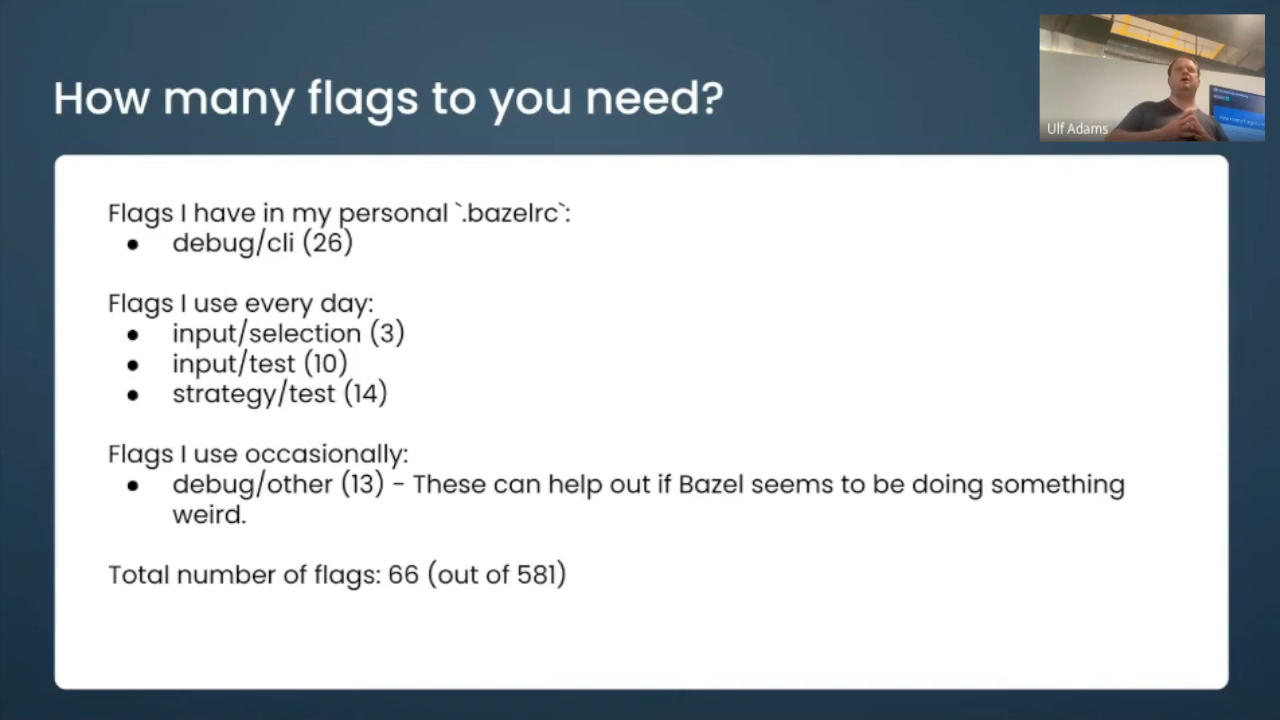 How many flags to you need?
Ulf Adams
Flags I have in my personal `.bazelrc`:
● debug/cli (26)
Flags I use every day:
● input/selection (3)
● input/test (10)
● strategy/test (14)
Flags I use occasionally:
● debug/other (13) - These can help out if Bazel seems to be doing something
weird.
Total number of flags: 66 (out of 581)